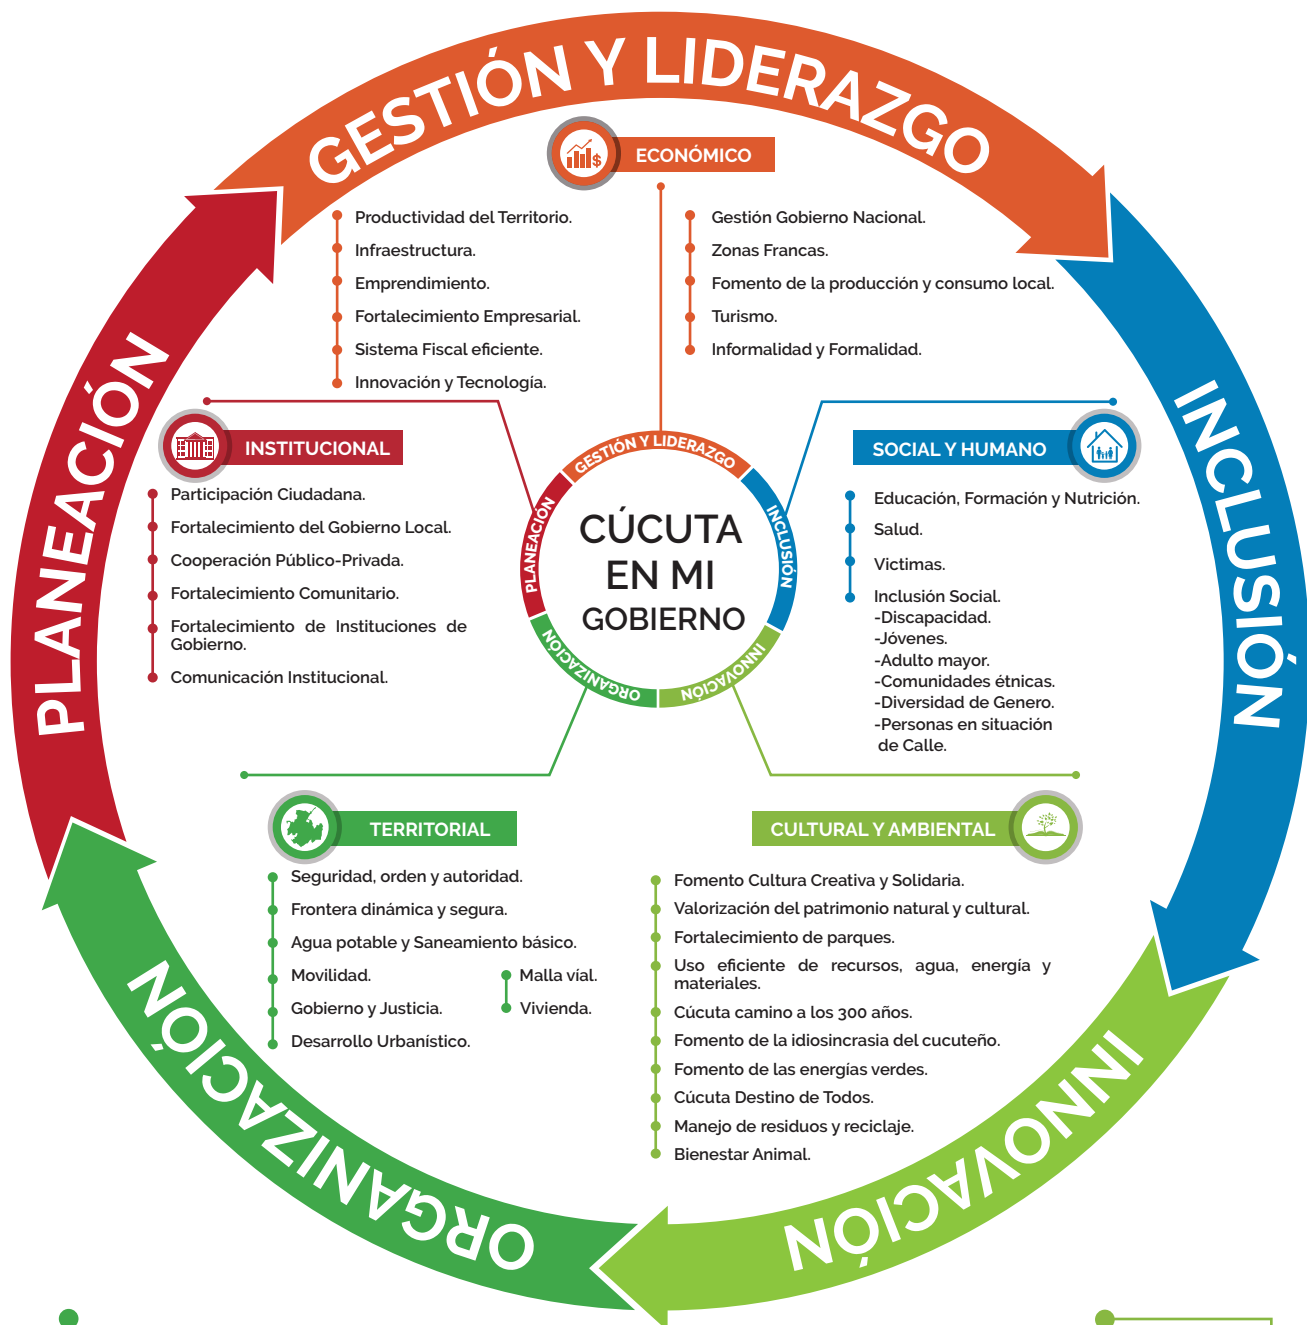 GESTIÓN Y LIDERAZGO
ECONÓMICO
Productividad del Territorio.
Infraestructura.
Emprendimiento.
Fortalecimiento Empresarial.
Sistema Fiscal eficiente.
Innovación y Tecnología.
Gestión Gobierno Nacional.
Zonas Francas.
Fomento de la producción y consumo local.
Turismo.
Informalidad y Formalidad.
PLANEACIÓN
INCLUSIÓN
INSTITUCIONAL
Participación Ciudadana.
Fortalecimiento del Gobierno Local.
Cooperación Público-Privada.
Fortalecimiento Comunitario.
Fortalecimiento de Instituciones de
Gobierno.
Comunicación Institucional.
GESTIÓN Y LIDERAZGO
PLANEACIÓN
INCLUSIÓN
CÚCUTA
EN MI
GOBIERNO
ORGANIZACIÓN
INNOVACIÓN
SOCIAL Y HUMANO
Educación, Formación y Nutrición.
Salud.
Victimas.
Inclusión Social.
-Discapacidad.
-Jóvenes.
-Adulto mayor.
-Comunidades étnicas.
-Diversidad de Genero.
-Personas en situación
de Calle.
TERRITORIAL
Seguridad, orden y autoridad.
Frontera dinámica y segura.
Agua potable y Saneamiento básico.
Movilidad.
Gobierno y Justicia.
Desarrollo Urbanístico.
Malla víal.
Vivienda.
CULTURAL Y AMBIENTAL
Fomento Cultura Creativa y Solidaria.
Valorización del patrimonio natural y cultural.
Fortalecimiento de parques.
Uso eficiente de recursos, agua, energía y
materiales.
Cúcuta camino a los 300 años.
Fomento de la idiosincrasia del cucuteño.
Fomento de las energías verdes.
Cúcuta Destino de Todos.
Manejo de residuos y reciclaje.
Bienestar Animal.
ORGANIZACIÓN
INNOVACIÓN